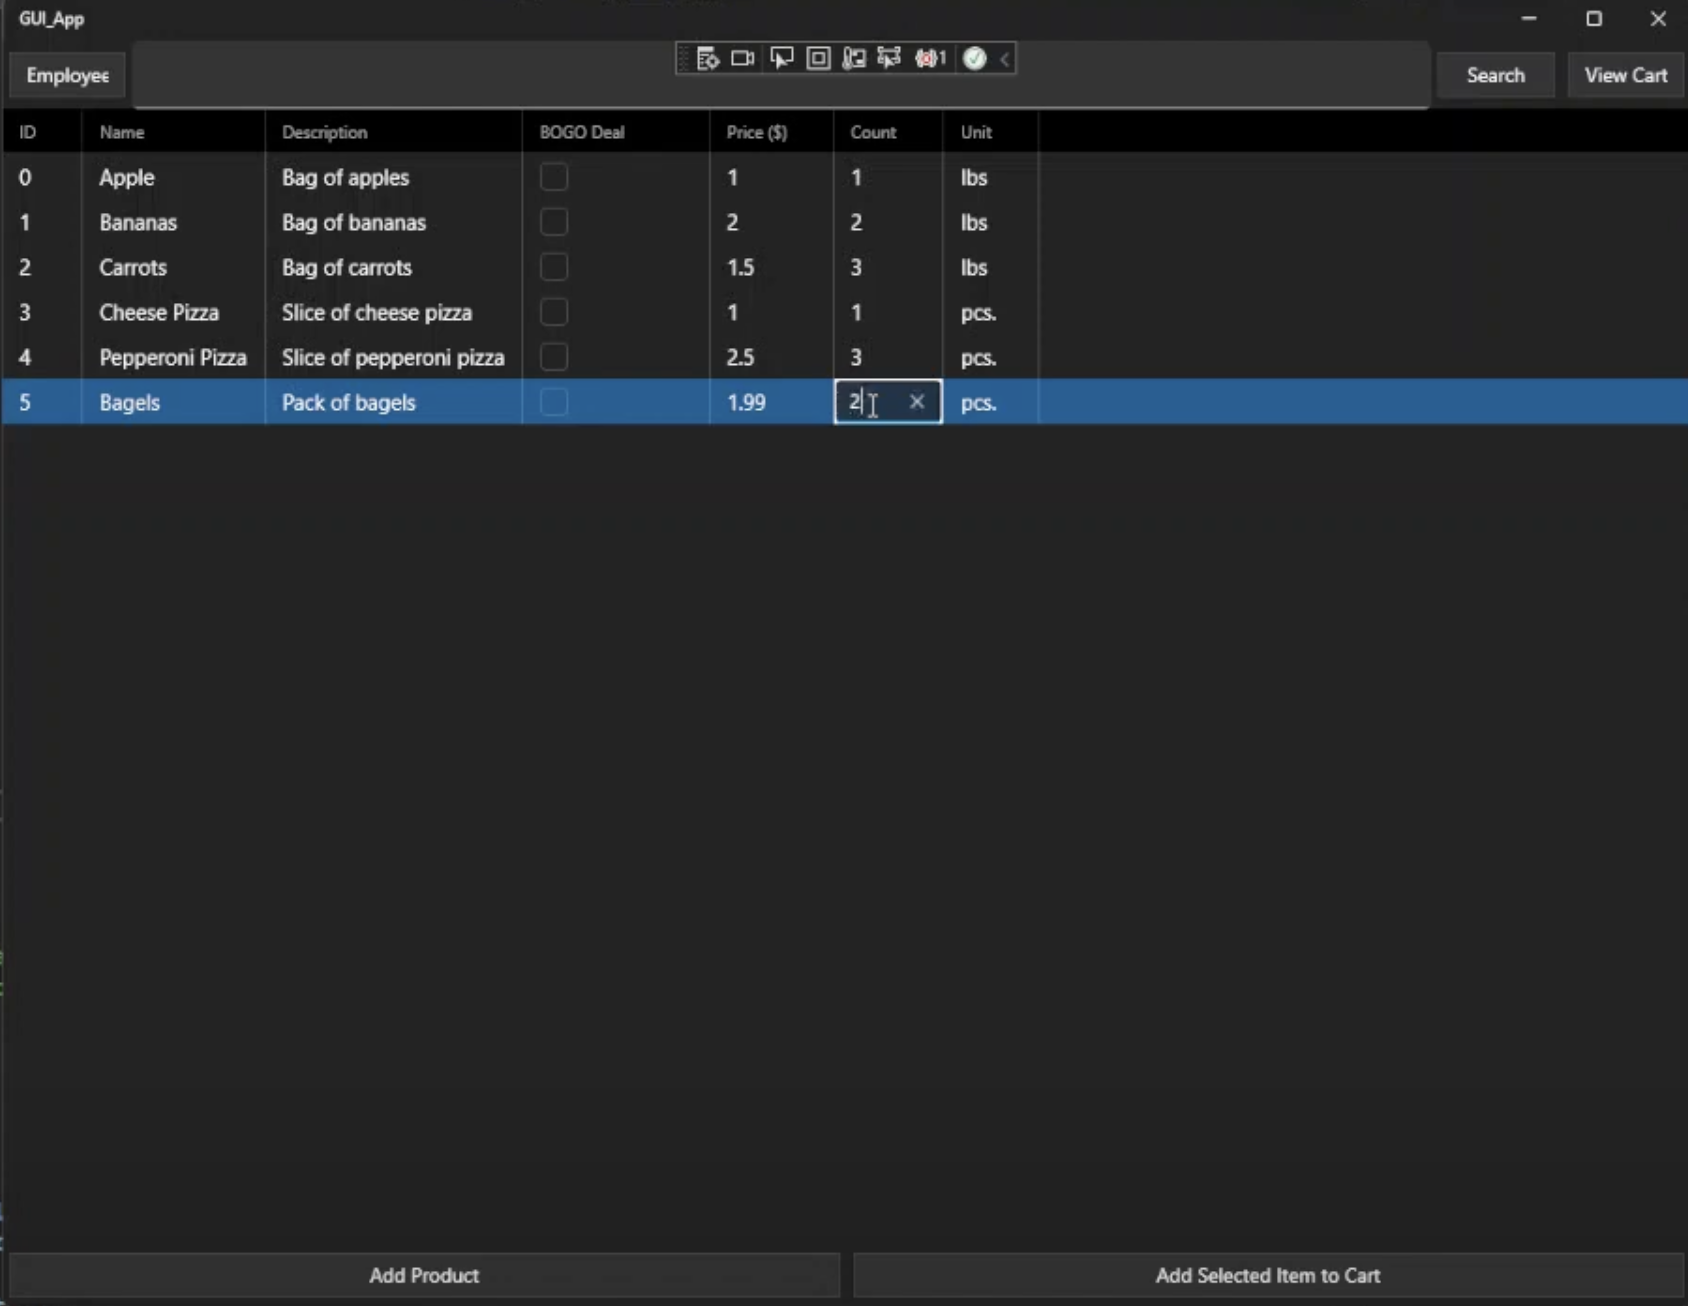 GUI_App
Employee 1 Search View Cart
ID Name Description BOGO Deal Price ($) Count Unit
0 Apple Bag of apples 1 1 lbs
1 Bananas Bag of bananas 2 2 lbs
2 Carrots Bag of carrots 1.5 3 lbs
3 Cheese Pizza Slice of cheese pizza 1 1 pcs.
4 Pepperoni Pizza Slice of pepperoni pizza 2.5 3 pcs.
5 Bagels Pack of bagels 1.99 2 pcs.
Add Product Add Selected Item to Cart